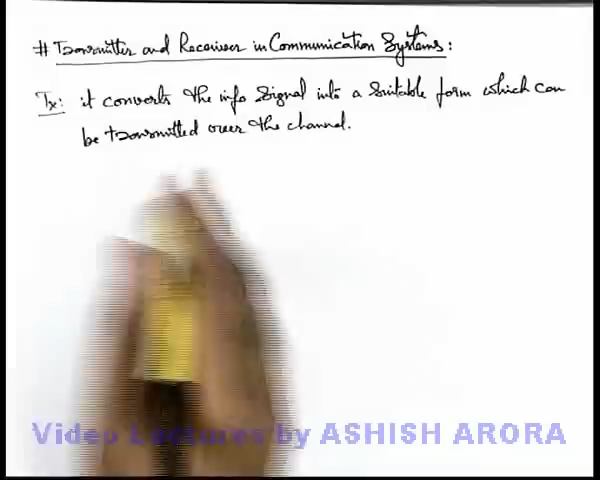 # Transmitter and Receiver in Communication Systems:
Tx: it converts the info signal into a suitable form which can
be transmitted over the channel.
Video Lectures by ASHISH ARORA